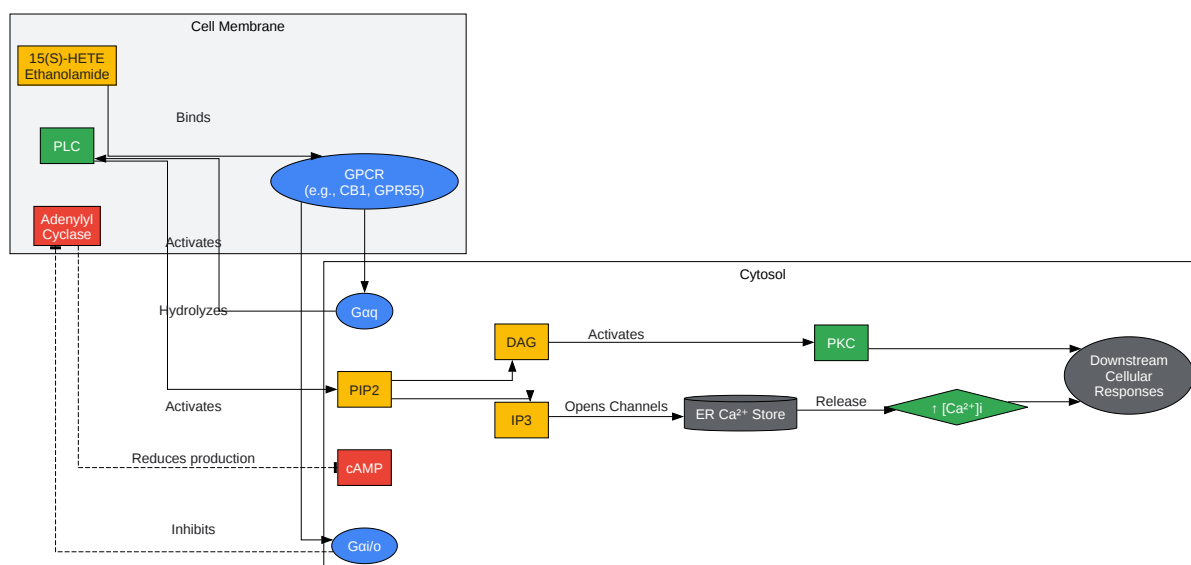 Cell Membrane
15(S)-HETE
Ethanolamide
Binds
PLC
GPCR
(e.g., CB1, GPR55)
Adenylyl
Cyclase
Activates
Cytosol
Hydrolyzes
Gαq
DAG
Activates
PKC
Downstream
Cellular
Responses
PIP2
Activates
IP3
Opens Channels
ER Ca²⁺ Store
Release
↑ [Ca²⁺]i
Reduces production
cAMP
Inhibits
Gαi/o